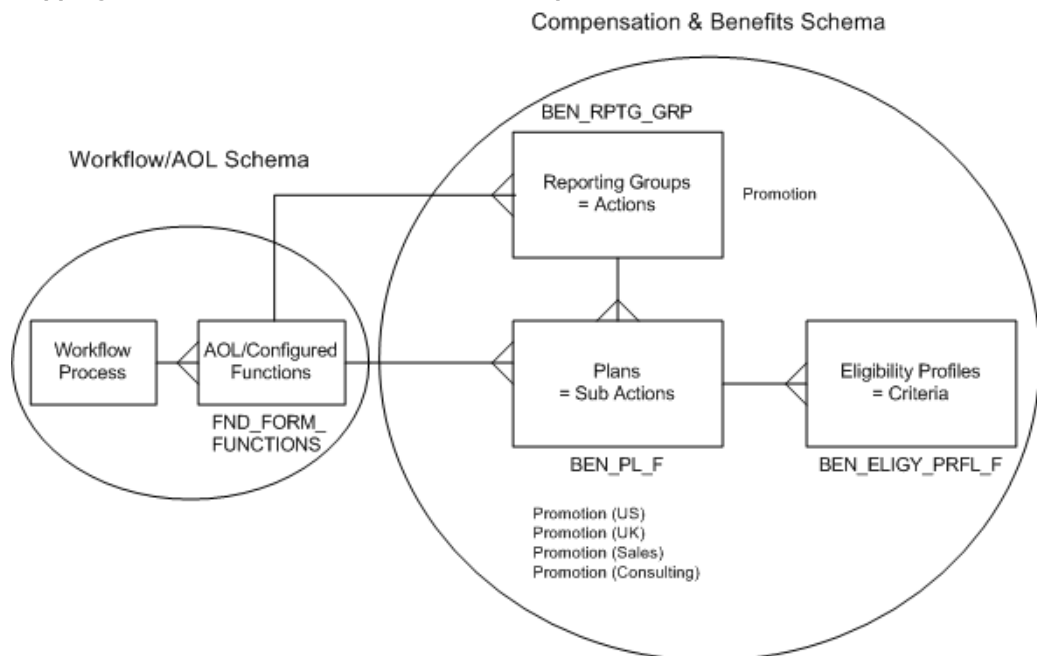 Compensation & Benefits Schema
BEN_RPTG_GRP
Workflow/AOL Schema
Reporting Groups
= Actions
Promotion
Workflow
Process
AOL/Configured
Functions
Plans
= Sub Actions
Eligibility Profiles
= Criteria
FND_FORM_
FUNCTIONS
BEN_PL_F
BEN_ELIGY_PRFL_F
Promotion (US)
Promotion (UK)
Promotion (Sales)
Promotion (Consulting)